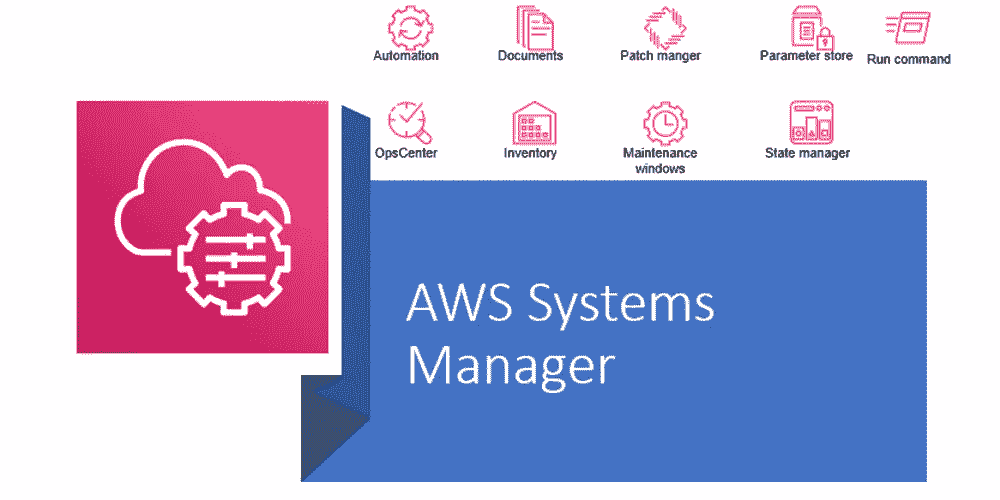 Automation
Documents
Patch manger
Parameter store
Run command
OpsCenter
Inventory
Maintenance
windows
State manager
AWS Systems
Manager